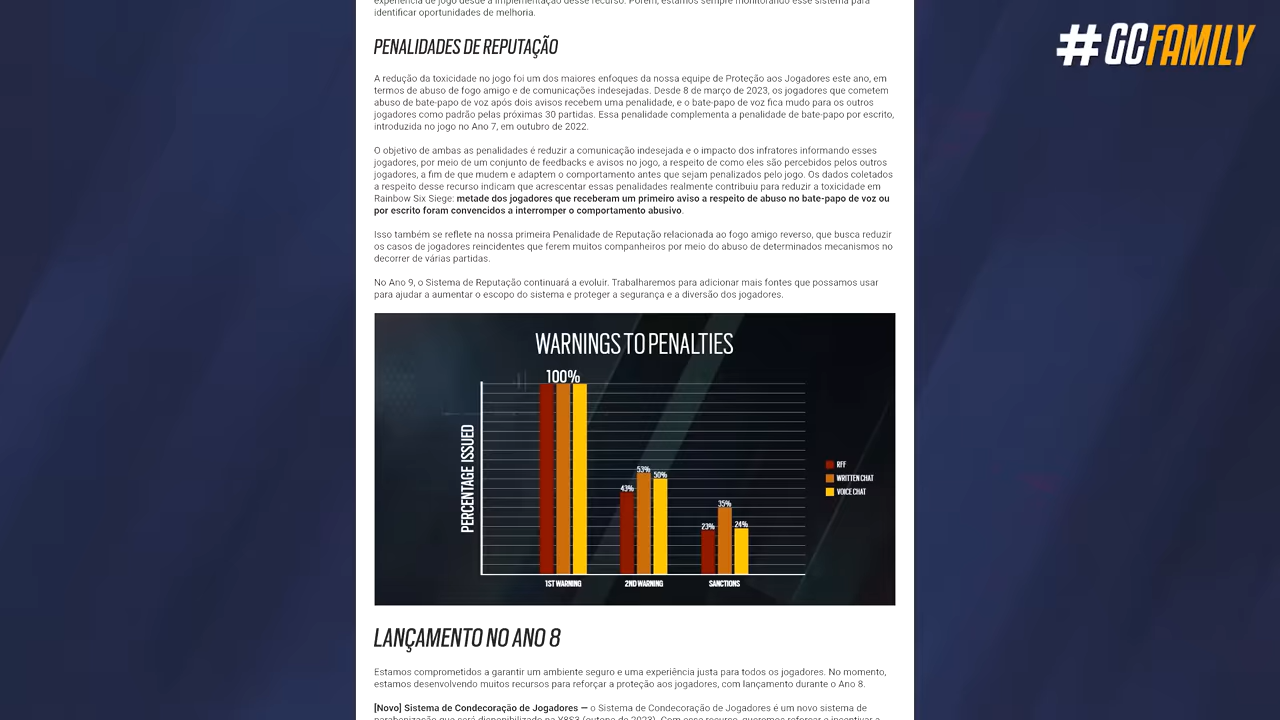 experiência de jogo desde a implementação desse recurso. Porém, estamos sempre monitorando esse sistema para
identificar oportunidades de melhoria.
#GCFAMILY
PENALIDADES DE REPUTAÇÃO
A redução da toxicidade no jogo foi um dos maiores enfoques da nossa equipe de Proteção aos Jogadores este ano, em
termos de abuso de fogo amigo e de comunicações indesejadas. Desde 8 de março de 2023, os jogadores que cometem
abuso de bate-papo de voz após dois avisos recebem uma penalidade, e o bate-papo de voz fica mudo para os outros
jogadores como padrão pelas próximas 30 partidas. Essa penalidade complementa a penalidade de bate-papo por escrito,
introduzida no jogo no Ano 7, em outubro de 2022.
O objetivo de ambas as penalidades é reduzir a comunicação indesejada e o impacto dos infratores informando esses
jogadores, por meio de um conjunto de feedbacks e avisos no jogo, a respeito de como eles são percebidos pelos outros
jogadores, a fim de que mudem e adaptem o comportamento antes que sejam penalizados pelo jogo. Os dados coletados
a respeito desse recurso indicam que acrescentar essas penalidades realmente contribuiu para reduzir a toxicidade em
Rainbow Six Siege: metade dos jogadores que receberam um primeiro aviso a respeito de abuso no bate-papo de voz ou
por escrito foram convencidos a interromper o comportamento abusivo.
Isso também se reflete na nossa primeira Penalidade de Reputação relacionada ao fogo amigo reverso, que busca reduzir
os casos de jogadores reincidentes que ferem muitos companheiros por meio do abuso de determinados mecanismos no
decorrer de várias partidas.
No Ano 9, o Sistema de Reputação continuará a evoluir. Trabalharemos para adicionar mais fontes que possamos usar
para ajudar a aumentar o escopo do sistema e proteger a segurança e a diversão dos jogadores.
WARNINGS TO PENALTIES
100%
PERCENTAGE ISSUED
43%
53%
50%
23%
35%
24%
RFF
WRITTEN CHAT
VOICE CHAT
1ST WARNING
2ND WARNING
SANCTIONS
LANÇAMENTO NO ANO 8
Estamos comprometidos a garantir um ambiente seguro e uma experiência justa para todos os jogadores. No momento,
estamos desenvolvendo muitos recursos para reforçar a proteção aos jogadores, com lançamento durante o Ano 8.
[Novo] Sistema de Condecoração de Jogadores — o Sistema de Condecoração de Jogadores é um novo sistema de
parabenização que será disponibilizado na Y8S3 (outono de 2023). Com esse recurso, queremos reforçar e incentivar a